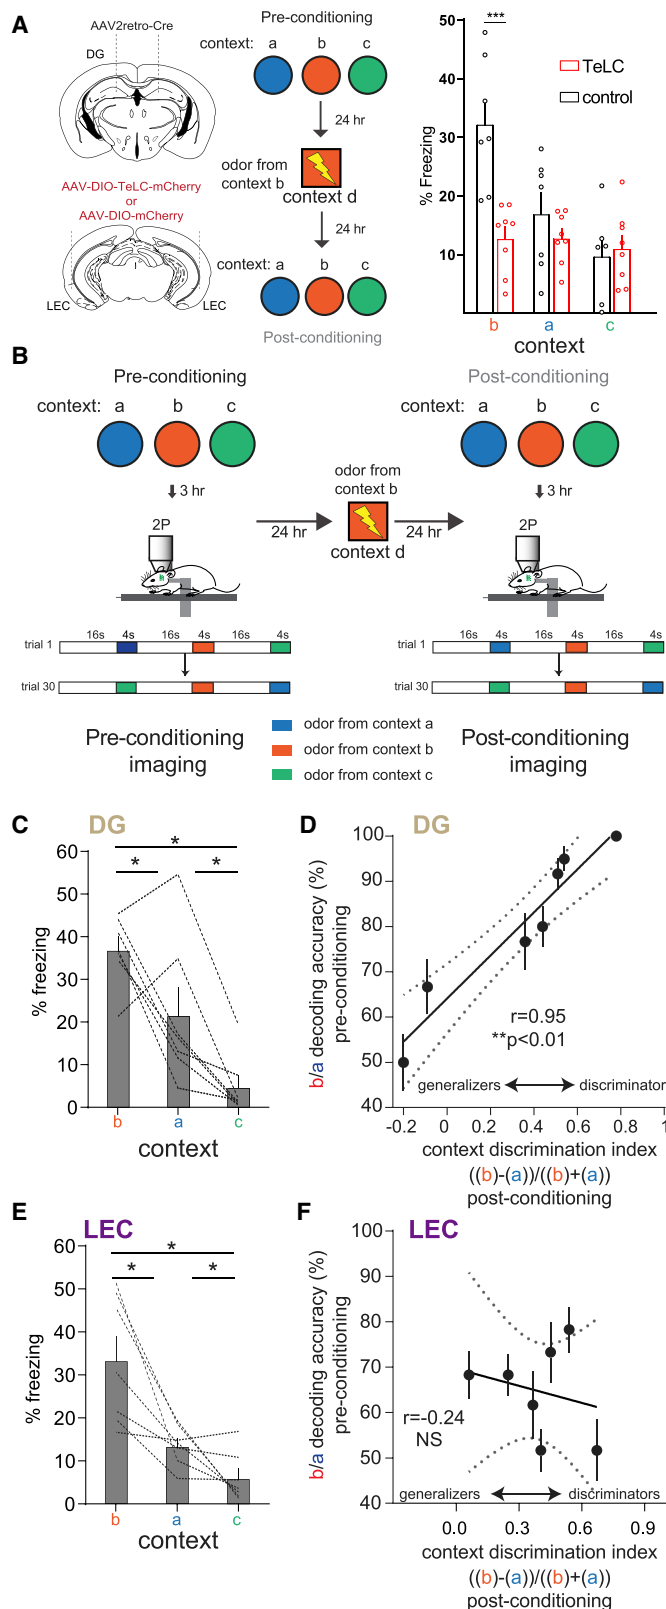 A
AAV2retro-Cre
DG
AAV-DIO-TeLC-mCherry
or
AAV-DIO-mCherry
LEC
LEC
Pre-conditioning
context: a b c
24 hr
odor from
context b
context d
24 hr
context: a b c
Post-conditioning
% Freezing
50
40
30
20
10
***
TeLC
control
b a c
context
B
Pre-conditioning
context: a b c
3 hr
2P
24 hr
odor from
context b
context d
24 hr
Post-conditioning
context: a b c
3 hr
2P
16s 4s 16s 4s 16s 4s
trial 1
trial 30
16s 4s 16s 4s 16s 4s
trial 1
trial 30
Pre-conditioning
imaging
odor from context a
odor from context b
odor from context c
Post-conditioning
imaging
C DG
% freezing
60
50
40
30
20
10
0
*
* *
b a c
context
D DG
b/a decoding accuracy (%)
pre-conditioning
100
90
80
70
60
50
40
r=0.95
**p<0.01
generalizers discriminator
-0.2 0 0.2 0.4 0.6 0.8 1
context discrimination index
((b)-(a))/((b)+(a))
post-conditioning
E LEC
% freezing
60
50
40
30
20
10
0
*
* *
b a c
context
F LEC
b/a decoding accuracy (%)
pre-conditioning
100
90
80
70
60
50
40
r=-0.24
NS
generalizers discriminators
0.0 0.3 0.6 0.9
context discrimination index
((b)-(a))/((b)+(a))
post-conditioning